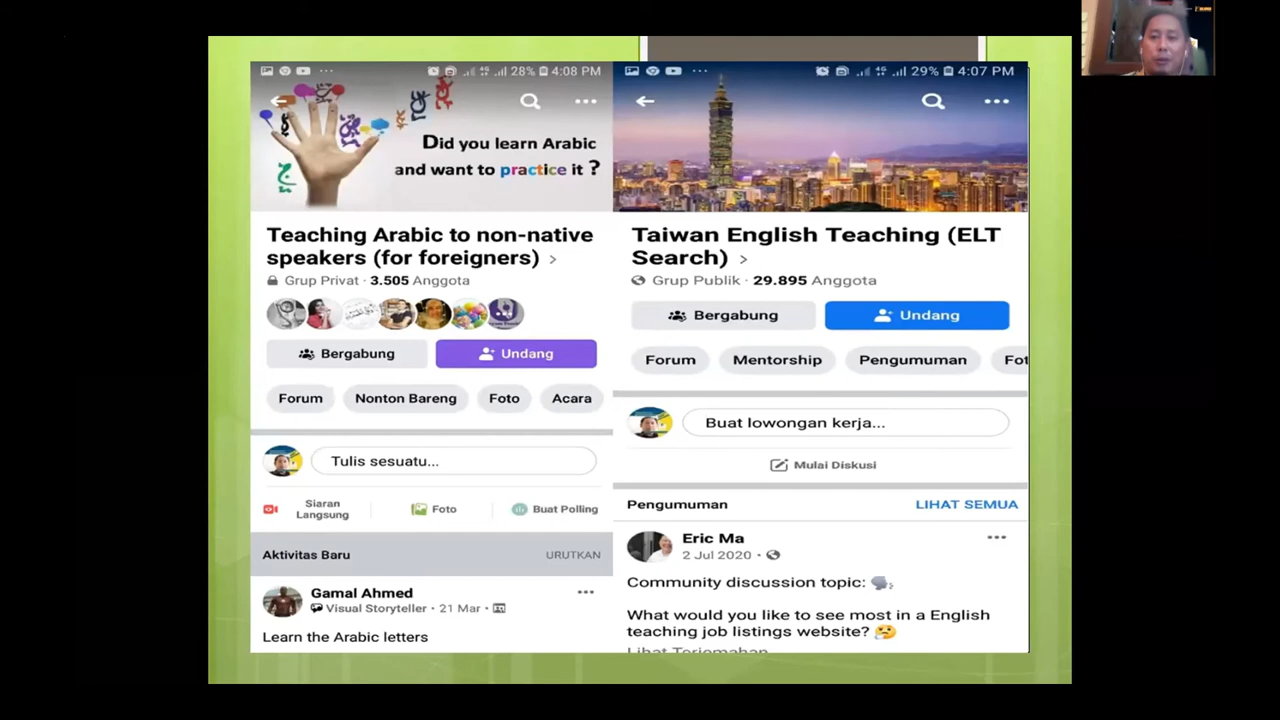 28% 4:08 PM
Did you learn Arabic
and want to practice it ?
Teaching Arabic to non-native
speakers (for foreigners) >
Grup Privat · 3.505 Anggota
Bergabung
Undang
Forum
Nonton Bareng
Foto
Acara
Tulis sesuatu...
Siaran
Langsung
Foto
Buat Polling
Aktivitas Baru
URUTKAN
Gamal Ahmed
Visual Storyteller · 21 Mar ·
Learn the Arabic letters
4G 29% 4:07 PM
Taiwan English Teaching (ELT
Search) >
Grup Publik · 29.895 Anggota
Bergabung
Undang
Forum
Mentorship
Pengumuman
Fot
Buat lowongan kerja...
Mulai Diskusi
Pengumuman
LIHAT SEMUA
Eric Ma
2 Jul 2020 ·
Community discussion topic:
What would you like to see most in a English
teaching job listings website?
Lihat Terjemahan